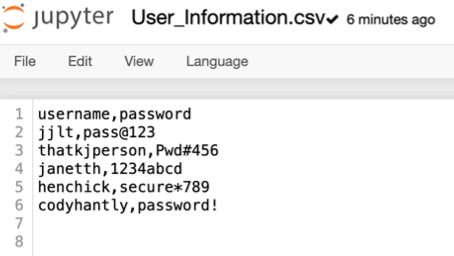 jupyter User_Information.csv✔ 6 minutes ago
File Edit View Language
1 username,password
2 jjlt,pass@123
3 thatkjperson,Pwd#456
4 janetth,1234abcd
5 henchick,secure*789
6 codyhantly,password!
7
8